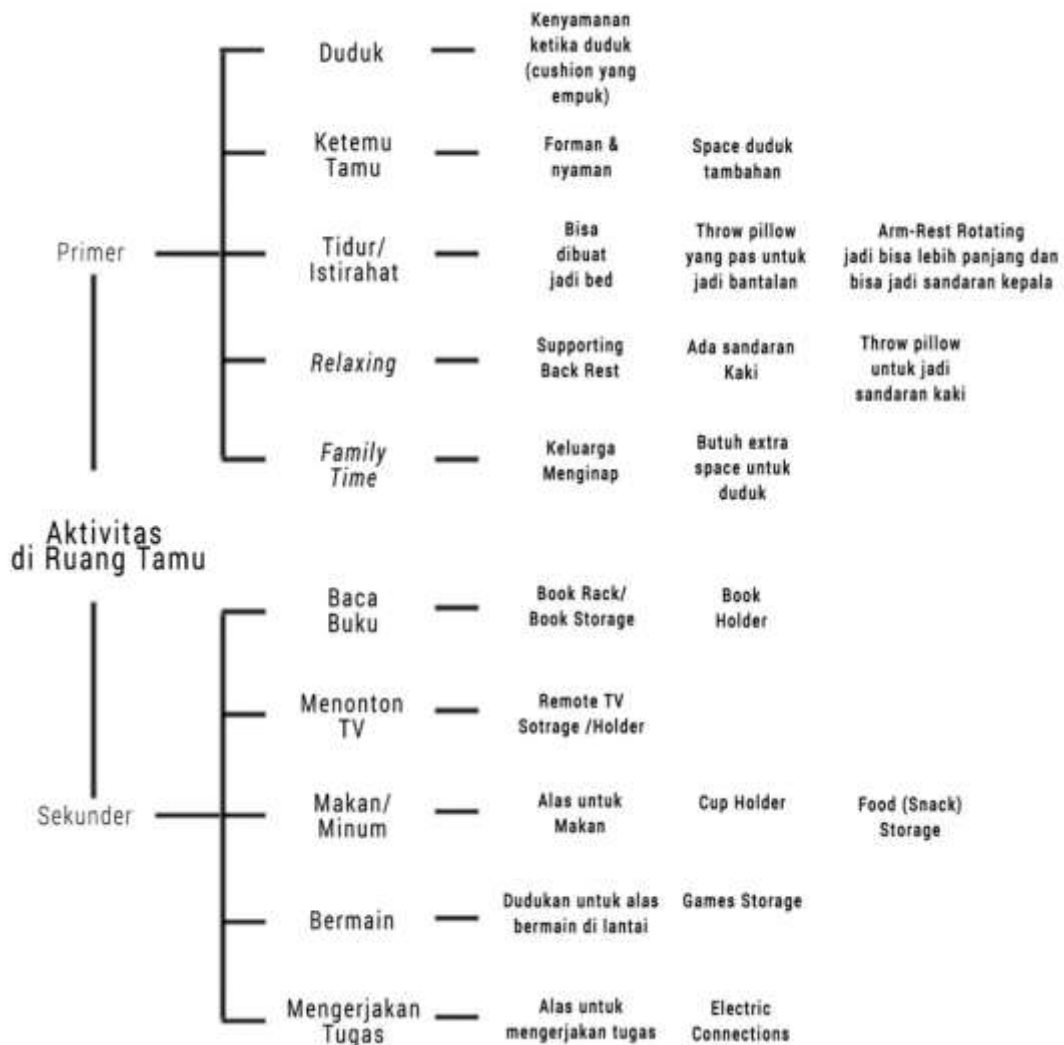 Duduk
Kenyamanan
ketika duduk
(cushion yang
empuk)
Ketemu
Tamu
Forman &
nyaman
Space duduk
tambahan
Primer
Tidur/
Istirahat
Bisa
dibuat
jadi bed
Throw pillow
yang pas untuk
jadi bantalan
Arm-Rest Rotating
jadi bisa lebih panjang dan
bisa jadi sandaran kepala
Relaxing
Supporting
Back Rest
Ada sandaran
Kaki
Throw pillow
untuk jadi
sandaran kaki
Family
Time
Keluarga
Menginap
Butuh extra
space untuk
duduk
Aktivitas
di Ruang Tamu
Baca
Buku
Book Rack/
Book Storage
Book
Holder
Menonton
TV
Remote TV
Sotrage /Holder
Sekunder
Makan/
Minum
Alas untuk
Makan
Cup Holder
Food (Snack)
Storage
Bermain
Dudukan untuk alas
bermain di lantai
Games Storage
Mengerjakan
Tugas
Alas untuk
mengerjakan tugas
Electric
Connections